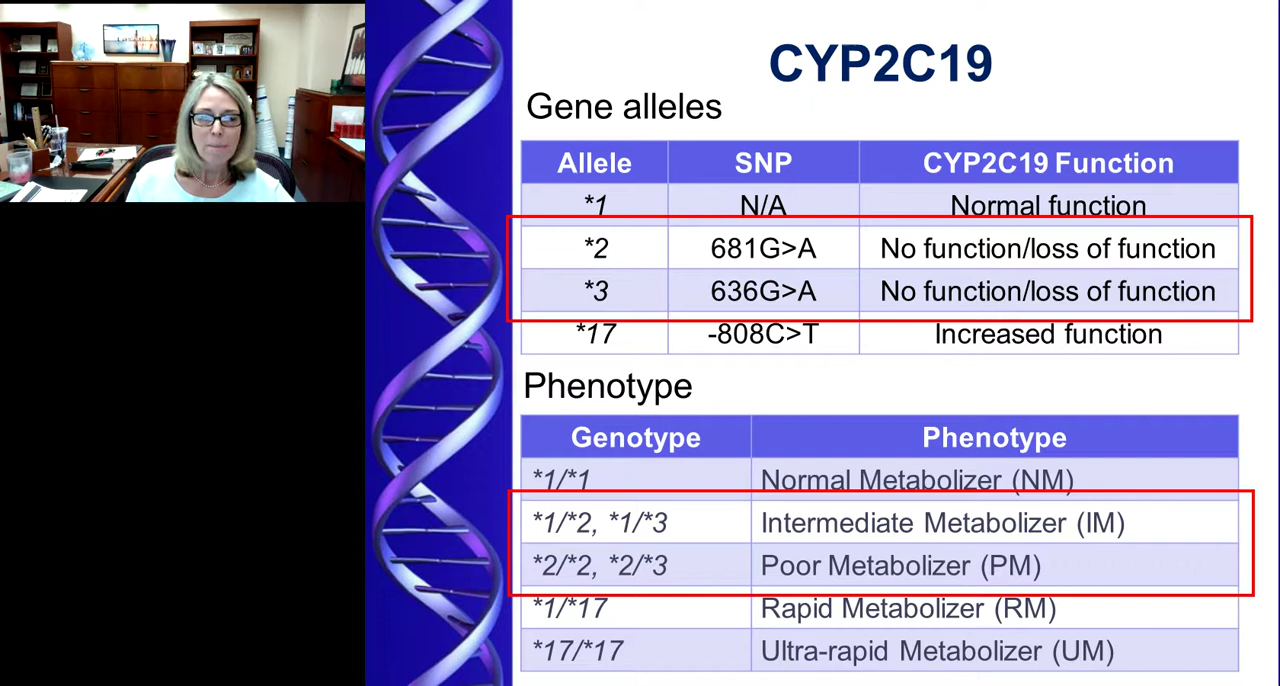 CYP2C19
Gene alleles
Allele SNP CYP2C19 Function
*1 N/A Normal function
*2 681G>A No function/loss of function
*3 636G>A No function/loss of function
*17 -808C>T Increased function
Phenotype
Genotype Phenotype
*1/*1 Normal Metabolizer (NM)
*1/*2, *1/*3 Intermediate Metabolizer (IM)
*2/*2, *2/*3 Poor Metabolizer (PM)
*1/*17 Rapid Metabolizer (RM)
*17/*17 Ultra-rapid Metabolizer (UM)